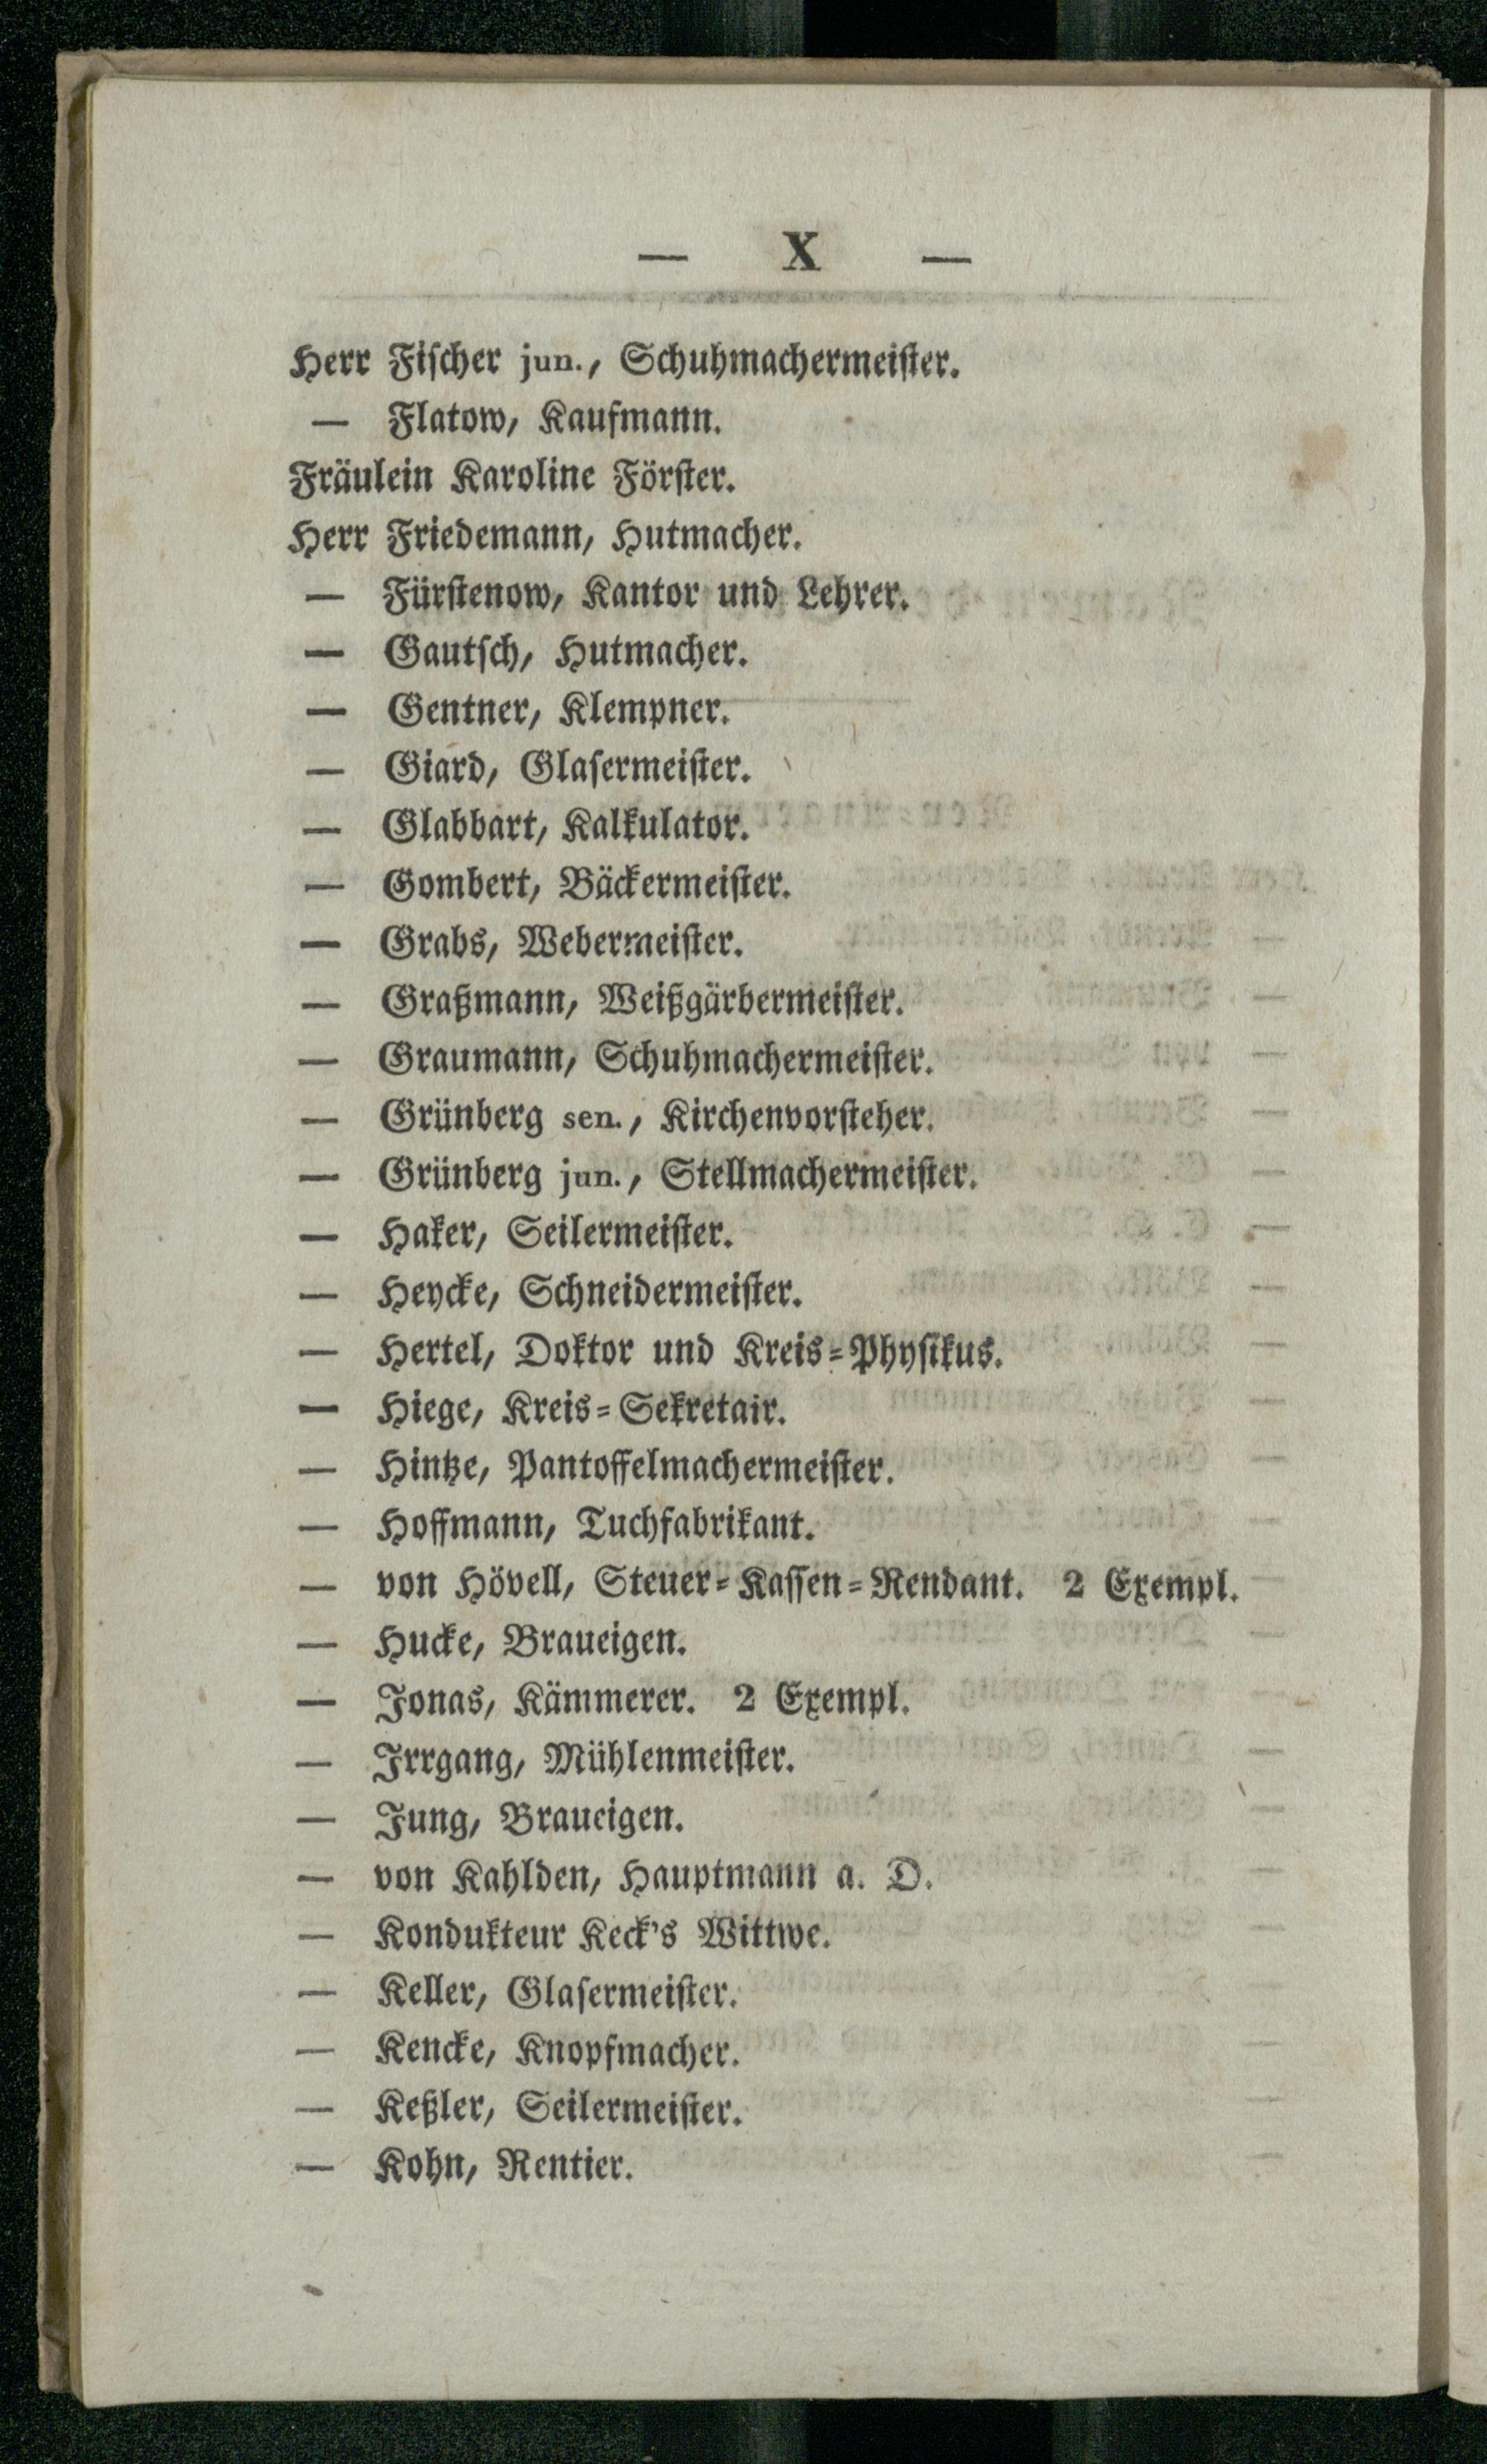 — X —
Herr Fischer jun., Schuhmachermeister.
— Flatow, Kaufmann.
Fräulein Karoline Förster.
Herr Friedemann, Hutmacher.
— Fürstenow, Kantor und Lehrer.
— Gautsch, Hutmacher.
— Gentner, Klempner.
— Giard, Glasermeister.
— Glabbart, Kalkulator.
— Gombert, Bäckermeister.
— Grabs, Webermeister.
— Graßmann, Weißgärbermeister.
— Graumann, Schuhmachermeister.
— Grünberg sen., Kirchenvorsteher.
— Grünberg jun., Stellmachermeister.
— Haker, Seilermeister.
— Heycke, Schneidermeister.
— Hertel, Doktor und Kreis-Physikus.
— Hiege, Kreis-Sekretair.
— Hintze, Pantoffelmachermeister.
— Hoffmann, Tuchfabrikant.
— von Hövell, Steuer-Kassen-Rendant. 2 Exempl.
— Hucke, Braueigen.
— Jonas, Kämmerer. 2 Exempl.
— Irrgang, Mühlenmeister.
— Jung, Braueigen.
— von Kahlden, Hauptmann a. D.
— Kondukteur Keck's Wittwe.
— Keller, Glasermeister.
— Kencke, Knopfmacher.
— Keßler, Seilermeister.
— Kohn, Rentier.